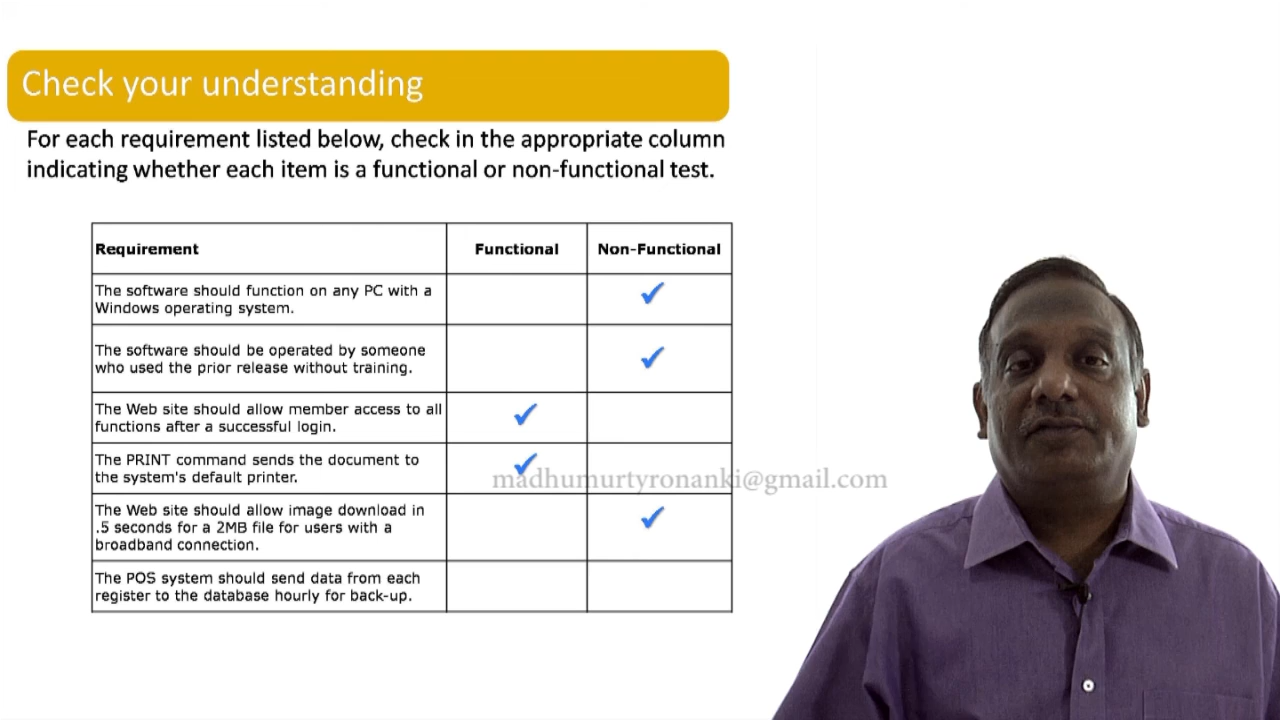 Check your understanding
For each requirement listed below, check in the appropriate column
indicating whether each item is a functional or non-functional test.
Requirement Functional Non-Functional
The software should function on any PC with a
Windows operating system.
The software should be operated by someone
who used the prior release without training.
The Web site should allow member access to all
functions after a successful login.
The PRINT command sends the document to
the system's default printer.
madhumurtyronanki@gmail.com
The Web site should allow image download in
.5 seconds for a 2MB file for users with a
broadband connection.
The POS system should send data from each
register to the database hourly for back-up.